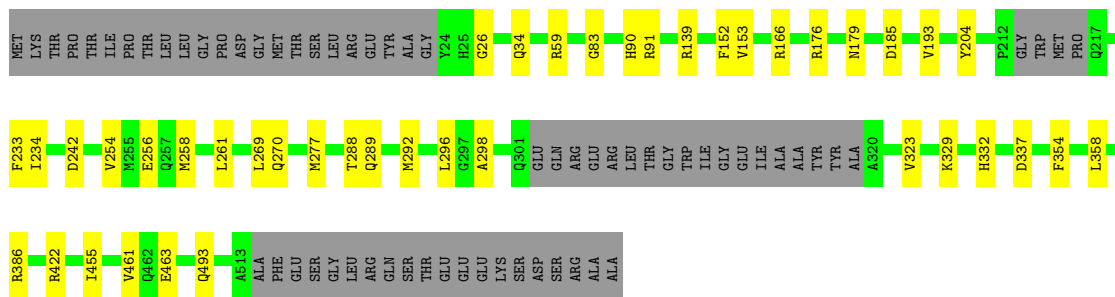 MET LYS THR PRO PRO THR ILE PRO THR LEU LEU GLY PRO ASP GLY MET THR SER LEU ARG GLU TYR ALA GLY Y24 H25 G26 Q34 R59 G83 H90 R91 R139 F152 V153 R166 R176 N179 D185 V193 Y204 P212 GLY TRP MET PRO Q217
F233 I234 D242 V254 M255 E256 Q257 M258 L261 L269 Q270 M277 T288 Q289 M292 L296 G297 A298 Q301 GLU GLN ARG GLU ARG LEU THR GLY TRP ILE GLY GLU ILE ALA ALA TYR TYR ALA A320 V323 K329 H332 D337 F354 L358
R386 R422 I455 V461 Q462 E463 Q493 A513 ALA PHE GLU SER GLY LEU ARG GLN SER THR GLU GLU GLU LYS SER ASP SER ARG ALA ALA